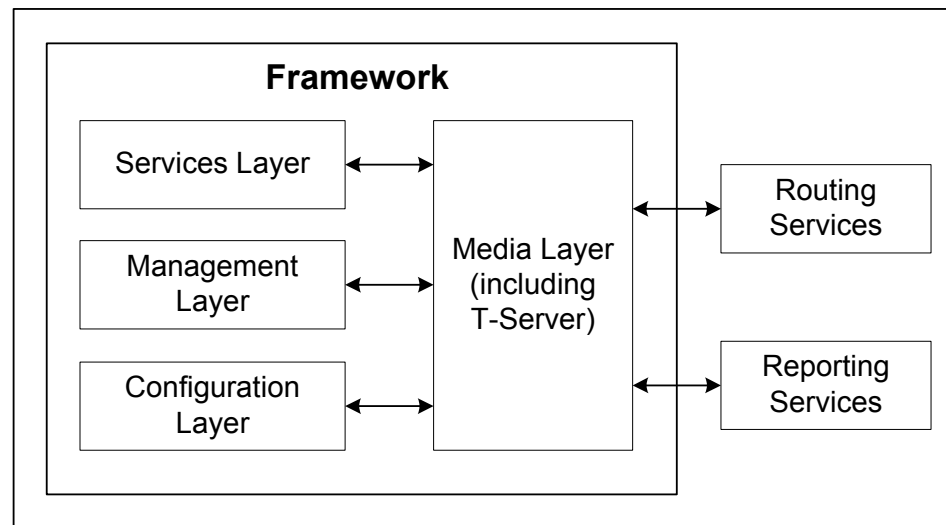 Framework
Services Layer
Management
Layer
Configuration
Layer
Media Layer
(including
T-Server)
Routing
Services
Reporting
Services